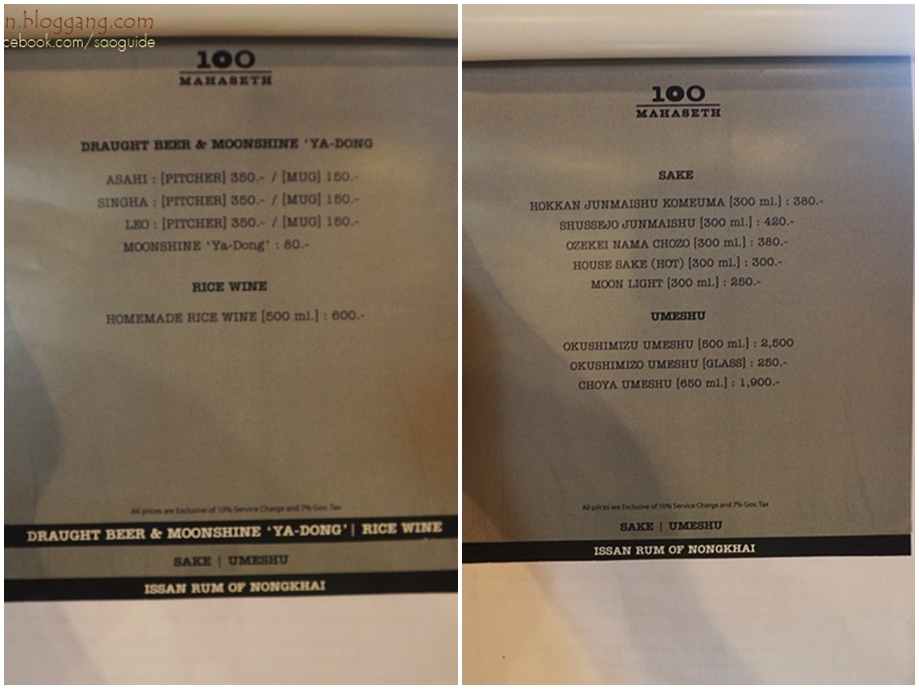 n.bloggang.com
cebook.com/saoguide
100
MAHASETH
DRAUGHT BEER & MOONSHINE 'YA-DONG
ASAHI : [PITCHER] 350.- / [MUG] 150.-
SINGHA : [PITCHER] 350.- / [MUG] 150.-
LEO : [PITCHER] 350.- / [MUG] 150.-
MOONSHINE 'Ya-Dong' : 80.-
RICE WINE
HOMEMADE RICE WINE [500 ml.] : 600.-
All prices are Exclusive of 10% Service Charge and 7% Gov. Tax
DRAUGHT BEER & MOONSHINE 'YA-DONG' | RICE WINE
SAKE | UMESHU
ISSAN RUM OF NONGKHAI
100
MAHASETH
SAKE
HOKKAN JUNMAISHU KOMEUMA [300 ml.] : 380.-
SHUSSEJO JUNMAISHU [300 ml.] : 420.-
OZEKEI NAMA CHOZO [300 ml.] : 380.-
HOUSE SAKE (HOT) [300 ml.] : 300.-
MOON LIGHT [300 ml.] : 250.-
UMESHU
OKUSHIMIZU UMESHU [500 ml.] : 2,500
OKUSHIMIZO UMESHU [GLASS] : 250.-
CHOYA UMESHU [650 ml.] : 1,900.-
All prices are Exclusive of 10% Service Charge and 7% Gov. Tax
SAKE | UMESHU
ISSAN RUM OF NONGKHAI